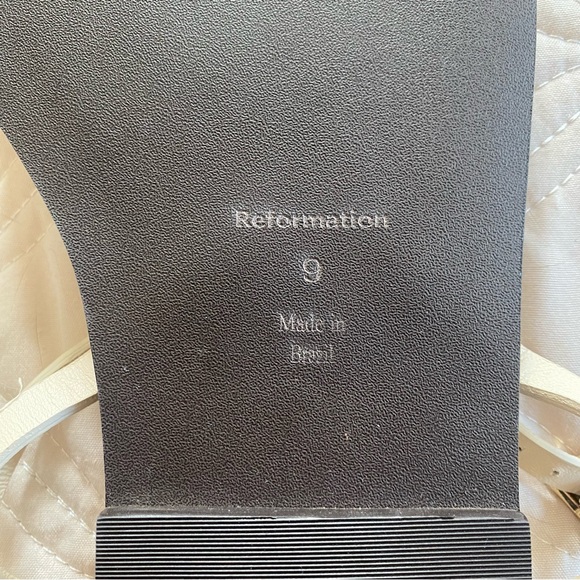 Reformation
9
Made in
Brazil